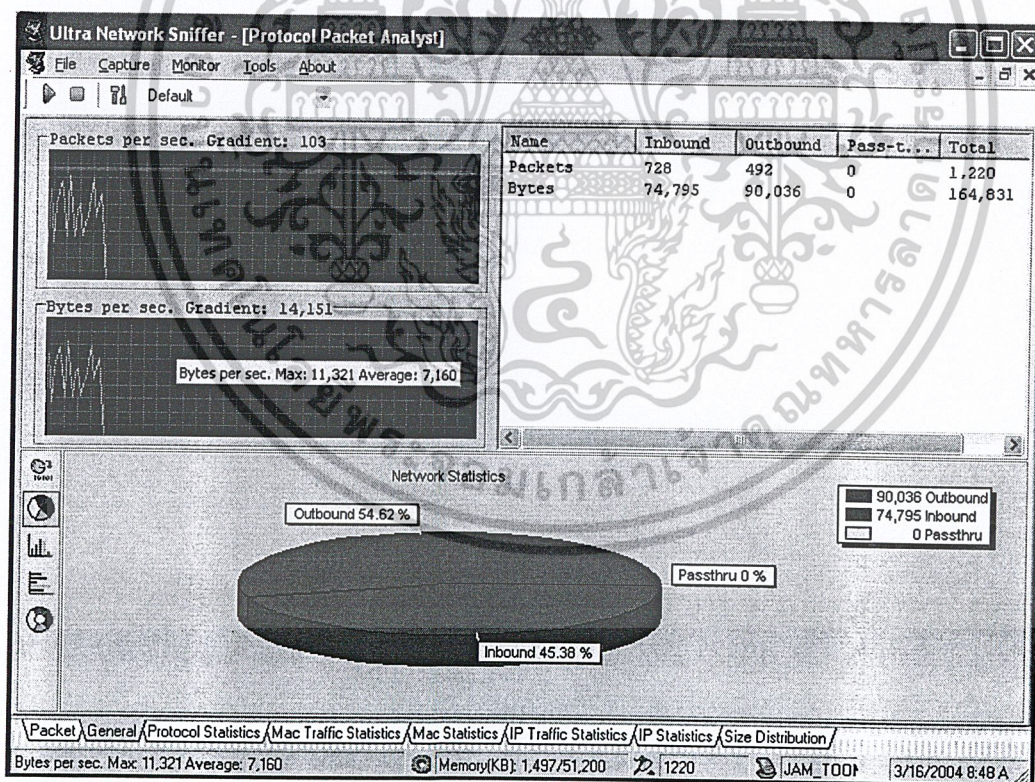 Ultra Network Sniffer - [Protocol Packet Analyst]
File Capture Monitor Tools About
Default
Packets per sec. Gradient: 103
Name Inbound Outbound Pass-t... Total
Packets 728 492 0 1,220
Bytes 74,795 90,036 0 164,831
Bytes per sec. Gradient: 14,151
Bytes per sec. Max: 11,321 Average: 7,160
Network Statistics
Outbound 54.62 %
90,036 Outbound
74,795 Inbound
0 Passthru
Passthru 0 %
Inbound 45.38 %
Packet General Protocol Statistics Mac Traffic Statistics Mac Statistics IP Traffic Statistics IP Statistics Size Distribution
Bytes per sec. Max: 11,321 Average: 7,160 Memory(KB): 1,497/51,200 1220 3/16/2004 8:48 A